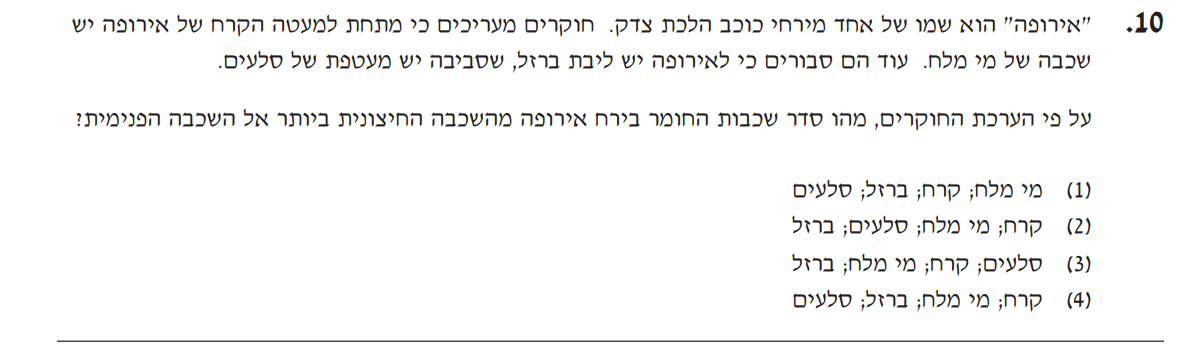 10. "אירופה" הוא שמו של אחד מירחי כוכב הלכת צדק. חוקרים מעריכים כי מתחת למעטה הקרח של אירופה יש
שכבה של מי מלח. עוד הם סבורים כי לאירופה יש ליבת ברזל, שסביבה יש מעטפת של סלעים.
על פי הערכת החוקרים, מהו סדר שכבות החומר בירח אירופה מהשכבה החיצונית ביותר אל השכבה הפנימית?
(1) מי מלח; קרח; ברזל; סלעים
(2) קרח; מי מלח; סלעים; ברזל
(3) סלעים; קרח; מי מלח; ברזל
(4) קרח; מי מלח; ברזל; סלעים